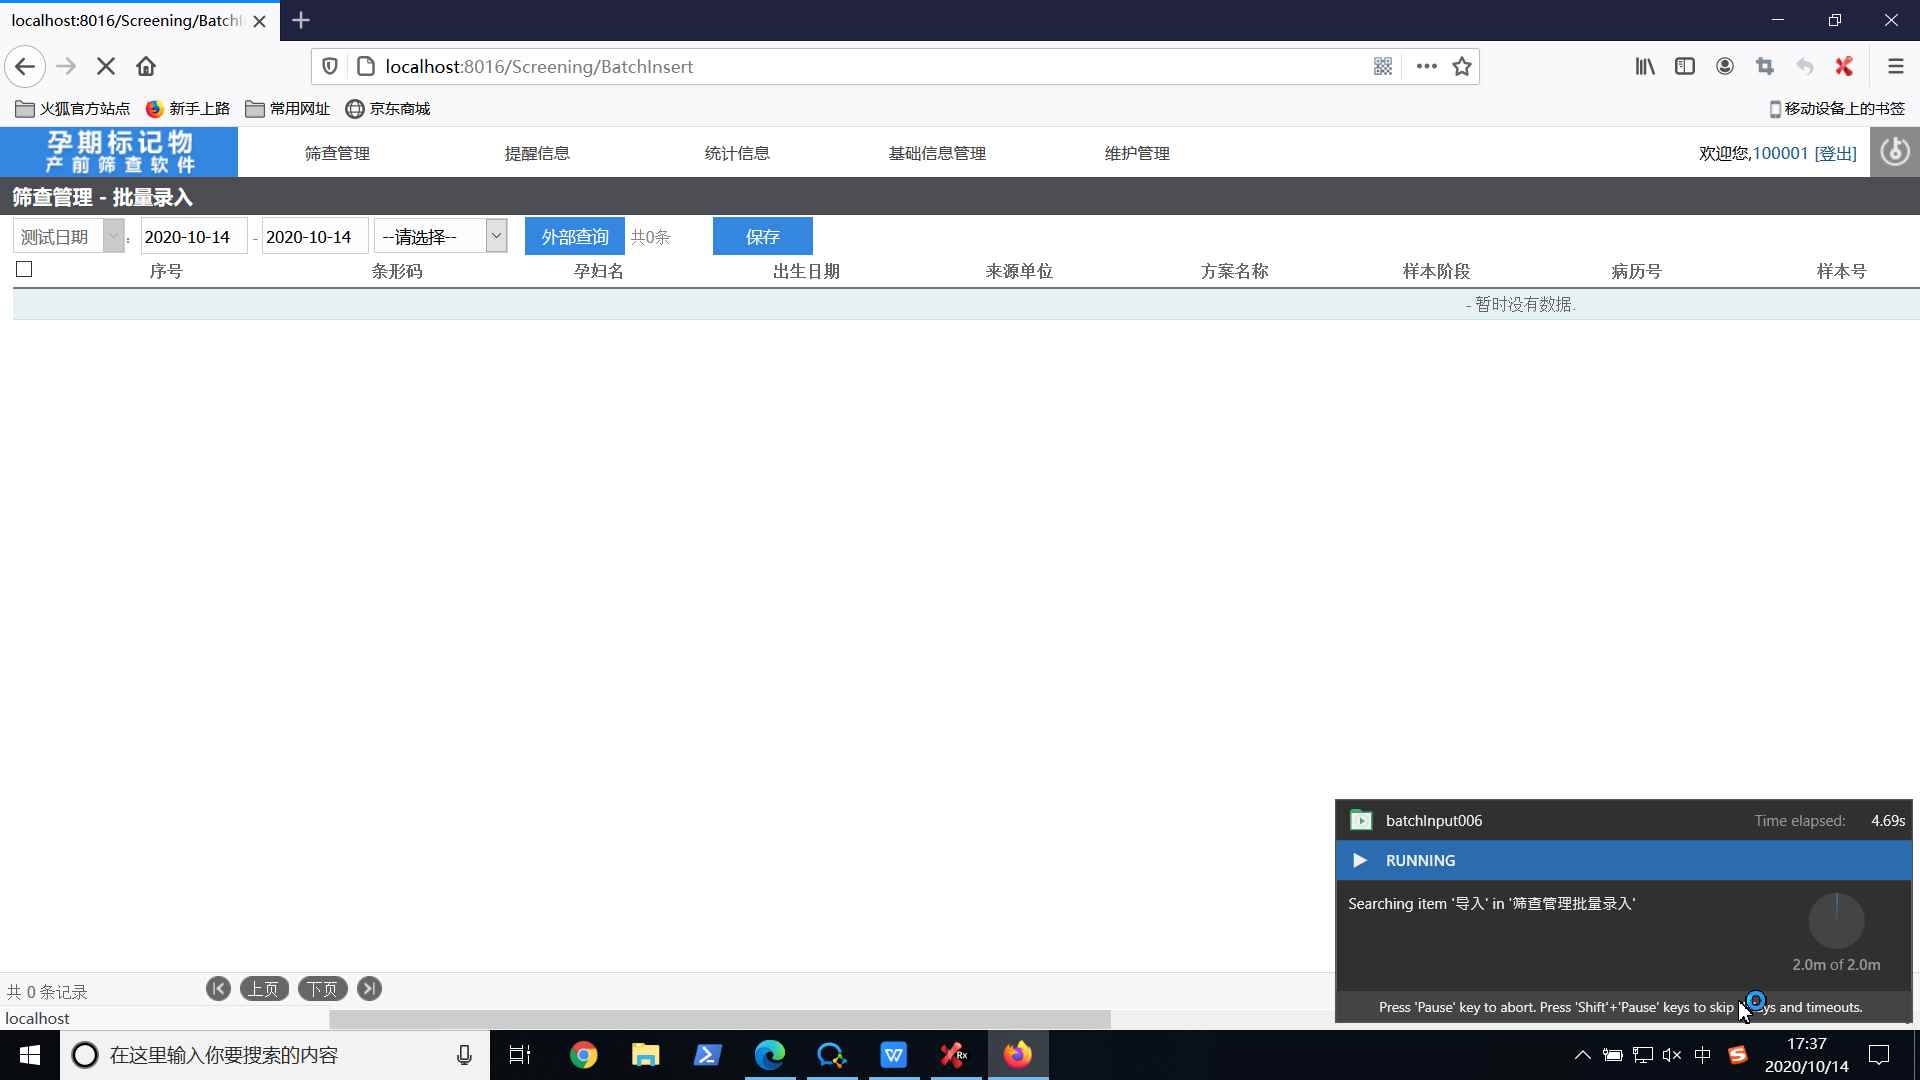 localhost:8016/Screening/BatchI
localhost:8016/Screening/BatchInsert
火狐官方站点 新手上路 常用网址 京东商城 移动设备上的书签
孕期标记物
产前筛查软件
筛查管理 提醒信息 统计信息 基础信息管理 维护管理 欢迎您,100001 [登出]
筛查管理 - 批量录入
测试日期 : 2020-10-14 - 2020-10-14 --请选择-- 外部查询 共0条 保存
序号 条形码 孕妇名 出生日期 来源单位 方案名称 样本阶段 病历号 样本号
- 暂时没有数据.
batchInput006 Time elapsed: 4.69s
RUNNING
Searching item '导入' in '筛查管理批量录入'
2.0m of 2.0m
Press 'Pause' key to abort. Press 'Shift'+'Pause' keys to skip ys and timeouts.
共 0 条记录 上页 下页
localhost
在这里输入你要搜索的内容
Rx
中
17:37
2020/10/14